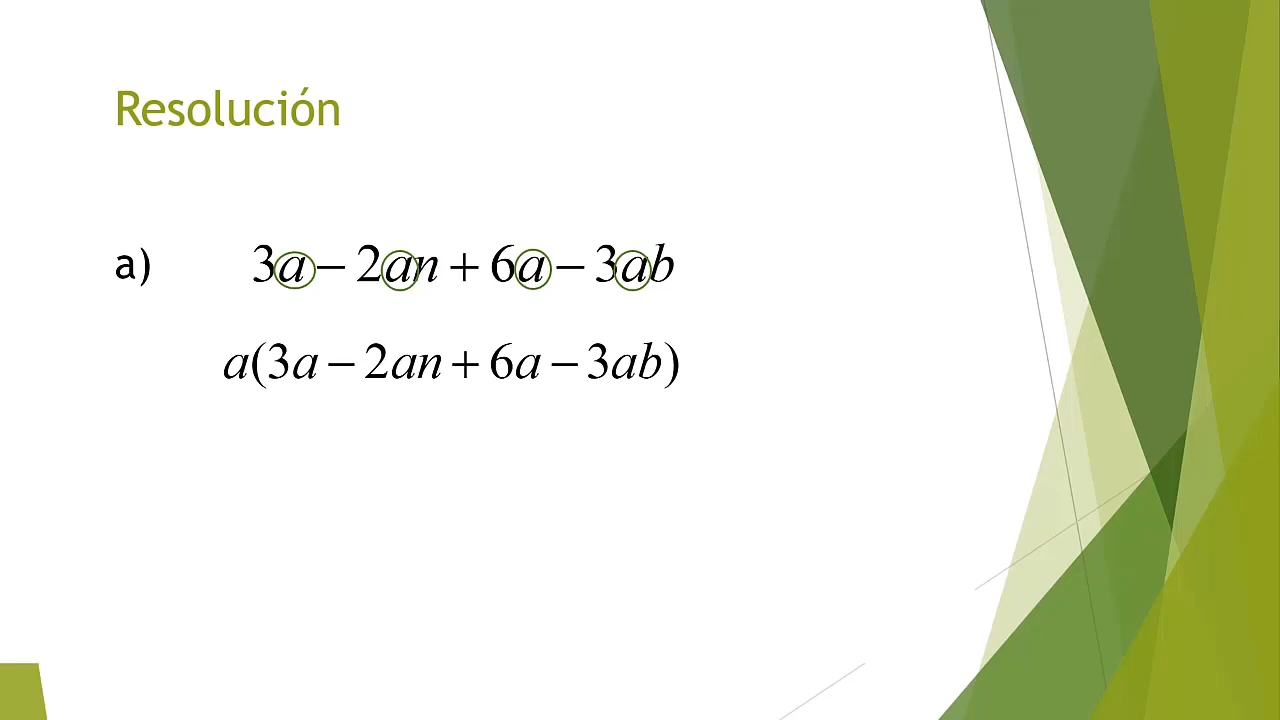 Resolución
a) 3a − 2an + 6a − 3ab
a(3a − 2an + 6a − 3ab)